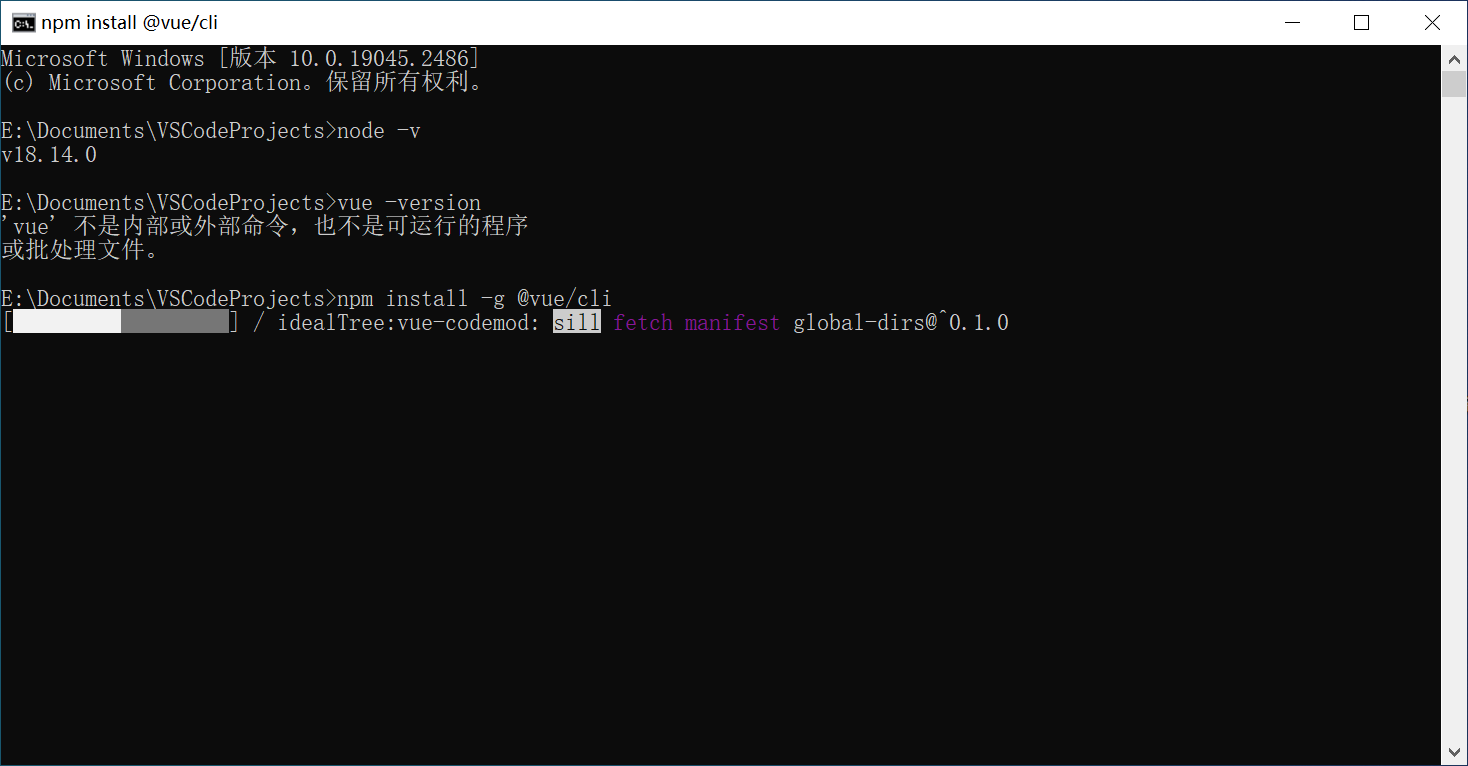 npm install @vue/cli
Microsoft Windows [版本 10.0.19045.2486]
(c) Microsoft Corporation。保留所有权利。
E:\Documents\VSCodeProjects>node -v
v18.14.0
E:\Documents\VSCodeProjects>vue -version
'vue' 不是内部或外部命令，也不是可运行的程序
或批处理文件。
E:\Documents\VSCodeProjects>npm install -g @vue/cli
[                  ] / idealTree:vue-codemod: sill fetch manifest global-dirs@^0.1.0